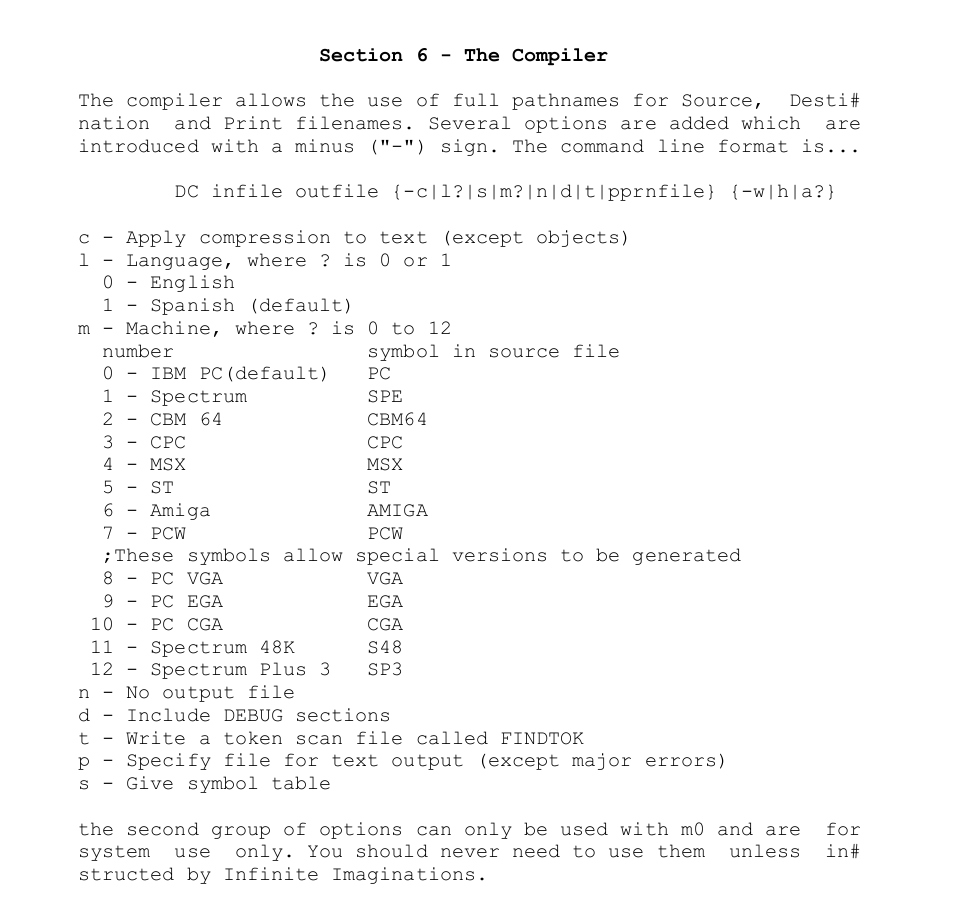 Section 6 - The Compiler
The compiler allows the use of full pathnames for Source,  Desti#
nation  and Print filenames. Several options are added which  are
introduced with a minus ("-") sign. The command line format is...
DC infile outfile {-c|l?|s|m?|n|d|t|pprnfile} {-w|h|a?}
c - Apply compression to text (except objects)
l - Language, where ? is 0 or 1
0 - English
1 - Spanish (default)
m - Machine, where ? is 0 to 12
number                symbol in source file
0 - IBM PC(default)   PC
1 - Spectrum          SPE
2 - CBM 64            CBM64
3 - CPC               CPC
4 - MSX               MSX
5 - ST                ST
6 - Amiga             AMIGA
7 - PCW               PCW
;These symbols allow special versions to be generated
8 - PC VGA            VGA
9 - PC EGA            EGA
10 - PC CGA            CGA
11 - Spectrum 48K      S48
12 - Spectrum Plus 3   SP3
n - No output file
d - Include DEBUG sections
t - Write a token scan file called FINDTOK
p - Specify file for text output (except major errors)
s - Give symbol table
the second group of options can only be used with m0 and are  for
system  use  only. You should never need to use them  unless  in#
structed by Infinite Imaginations.